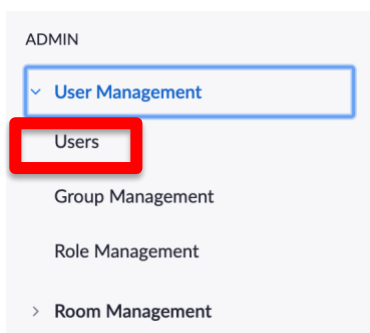 ADMIN
User Management
Users
Group Management
Role Management
Room Management